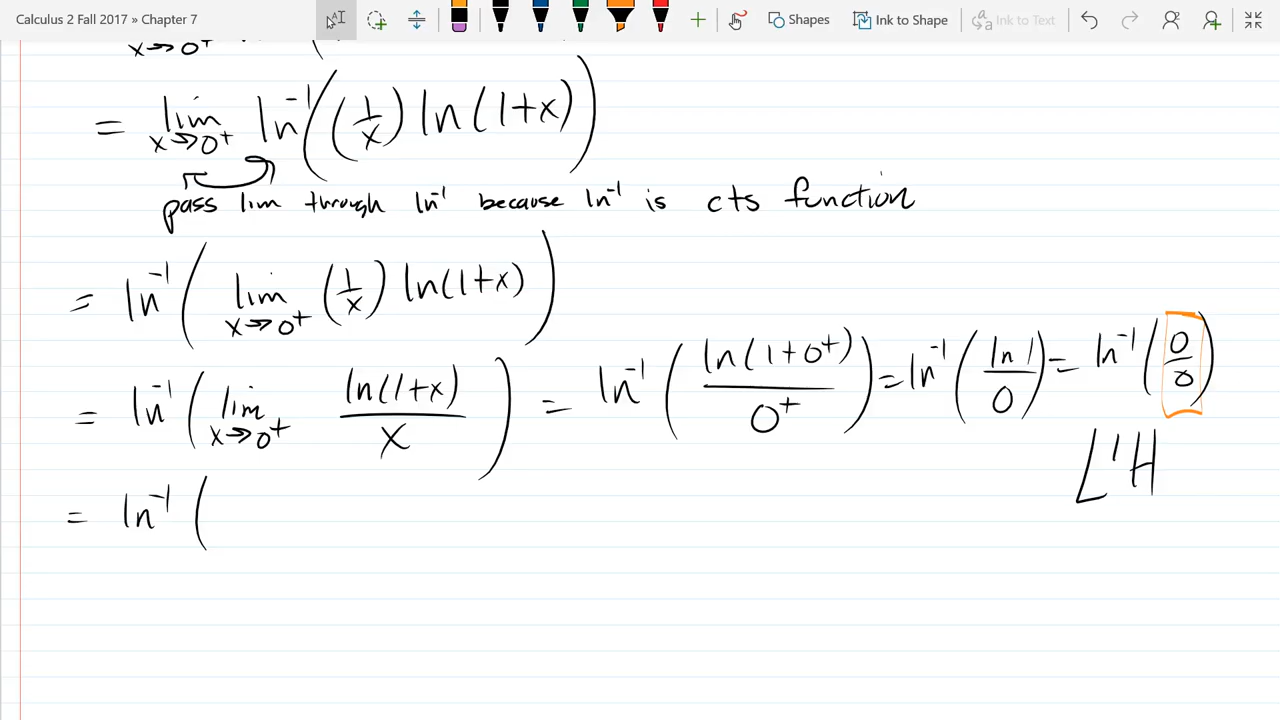 Calculus 2 Fall 2017 » Chapter 7
Shapes
Ink to Shape
Ink to Text
x→0⁺
= lim x→0⁺ ln⁻¹((1/x) ln(1+x))
pass lim through ln⁻¹ because ln⁻¹ is cts function
= ln⁻¹(lim x→0⁺ (1/x) ln(1+x))
= ln⁻¹(lim x→0⁺ ln(1+x)/x) = ln⁻¹(ln(1+0⁺)/0⁺) = ln⁻¹(ln1/0) = ln⁻¹(0/0)
L'H
= ln⁻¹(